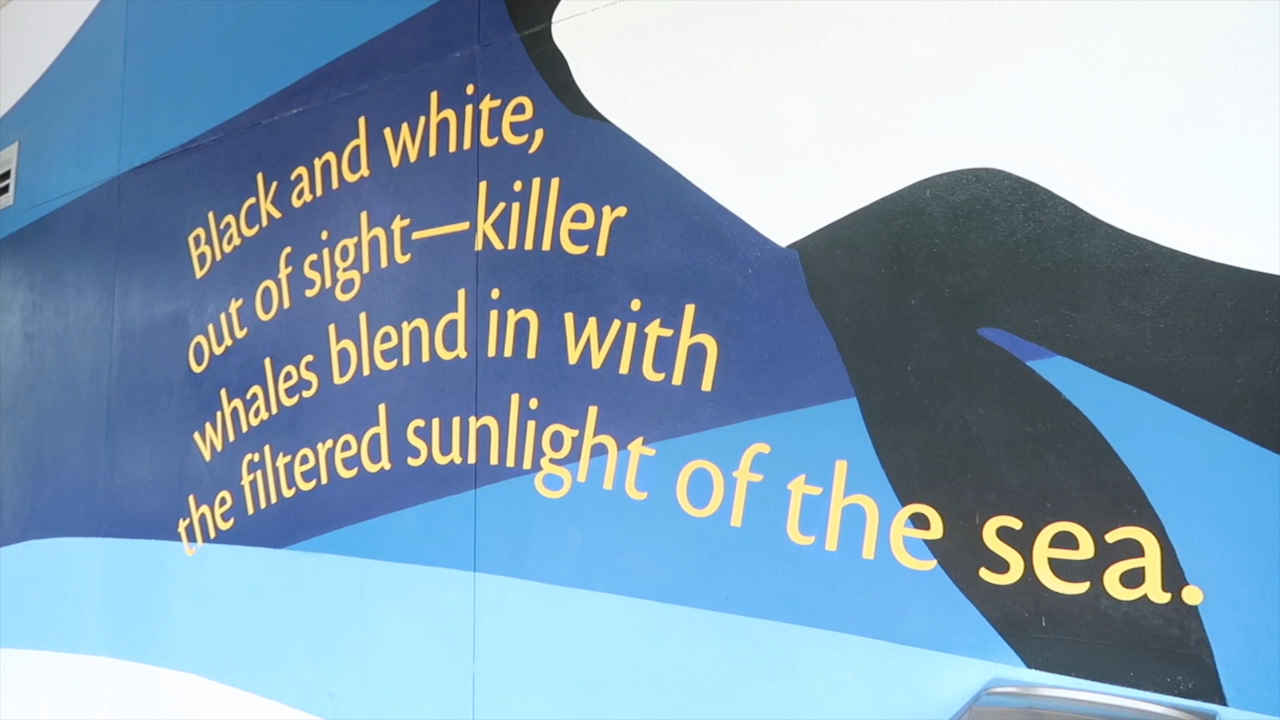 Black and white,
out of sight—killer
whales blend in with
the filtered sunlight of the sea.